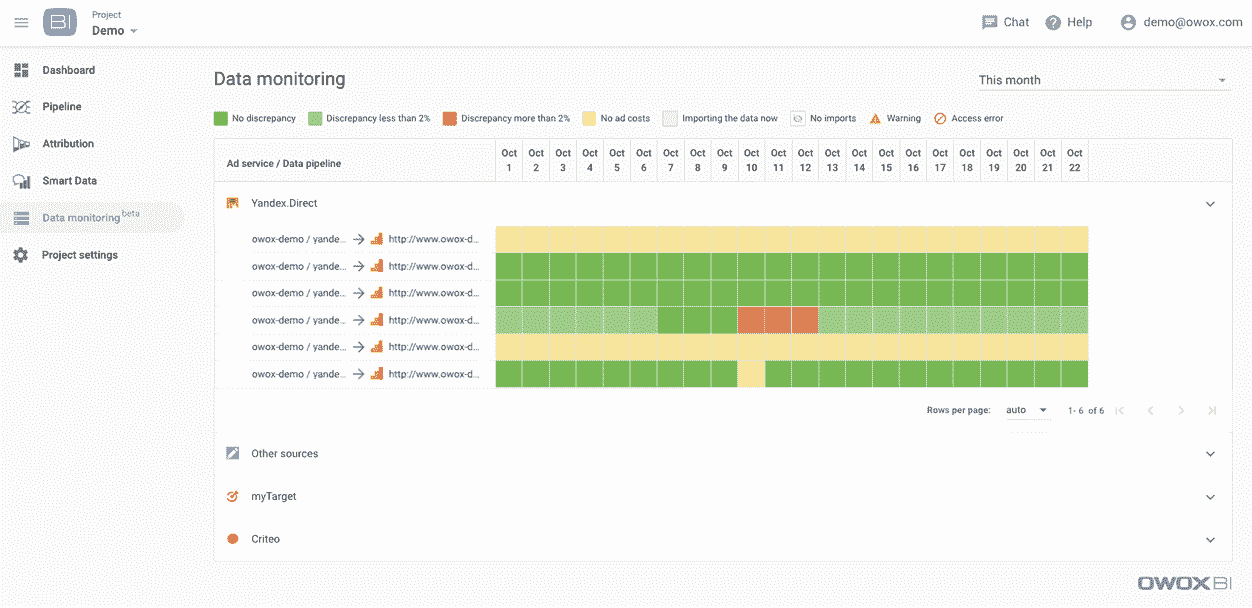 BI
Project
Demo
Chat
Help
demo@owox.com
Dashboard
Pipeline
Attribution
Smart Data
Data monitoring beta
Project settings
Data monitoring
This month
No discrepancy
Discrepancy less than 2%
Discrepancy more than 2%
No ad costs
Importing the data now
No imports
Warning
Access error
Ad service / Data pipeline
Oct 1
Oct 2
Oct 3
Oct 4
Oct 5
Oct 6
Oct 7
Oct 8
Oct 9
Oct 10
Oct 11
Oct 12
Oct 13
Oct 14
Oct 15
Oct 16
Oct 17
Oct 18
Oct 19
Oct 20
Oct 21
Oct 22
Yandex.Direct
owox-demo / yande... http://www.owox-d...
owox-demo / yande... http://www.owox-d...
owox-demo / yande... http://www.owox-d...
owox-demo / yande... http://www.owox-d...
owox-demo / yande... http://www.owox-d...
owox-demo / yande... http://www.owox-d...
Rows per page: auto 1- 6 of 6
Other sources
myTarget
Criteo
OWOX BI